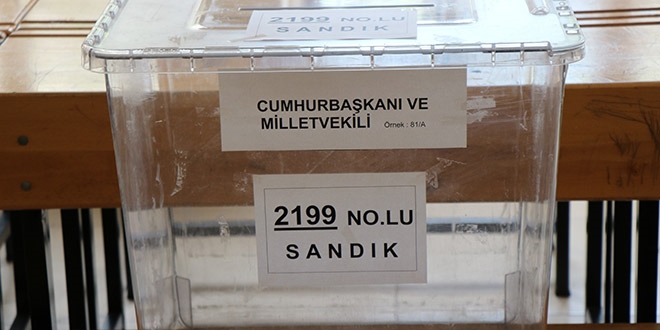 2199 NO.LU
SANDIK
CUMHURBAŞKANI VE
MİLLETVEKİLİ Örnek : 81/A
2199 NO.LU
SANDIK